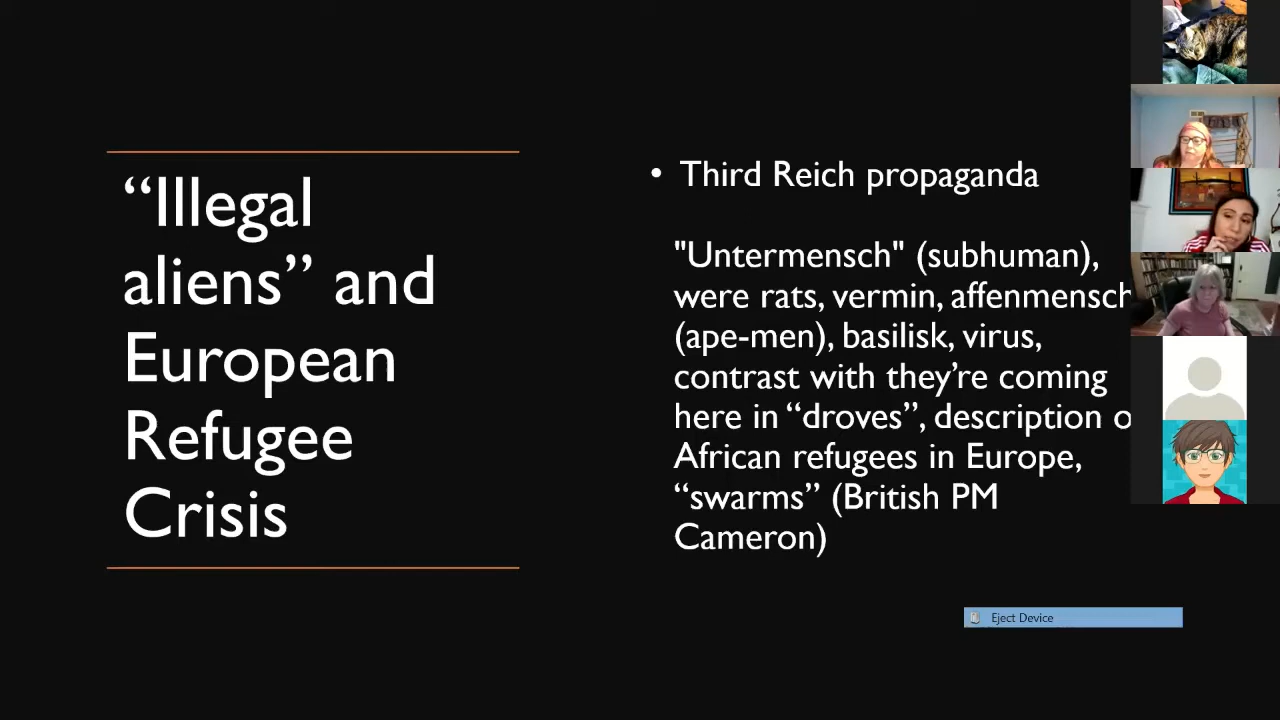 “Illegal
aliens” and
European
Refugee
Crisis
• Third Reich propaganda
"Untermensch" (subhuman),
were rats, vermin, affenmensch
(ape-men), basilisk, virus,
contrast with they’re coming
here in “droves”, description o
African refugees in Europe,
“swarms” (British PM
Cameron)
Eject Device